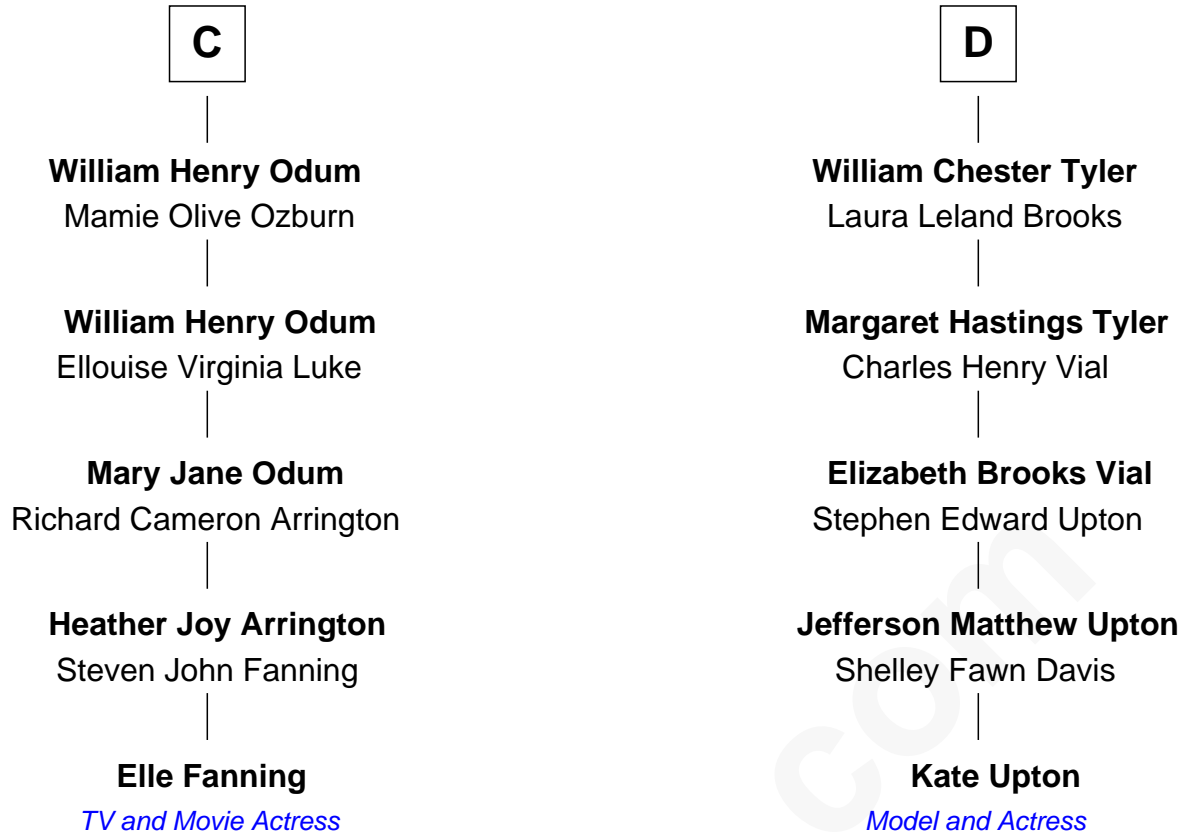 C
William Henry Odum
Mamie Olive Ozburn
William Henry Odum
Ellouise Virginia Luke
Mary Jane Odum
Richard Cameron Arrington
Heather Joy Arrington
Steven John Fanning
Elle Fanning
TV and Movie Actress
D
William Chester Tyler
Laura Leland Brooks
Margaret Hastings Tyler
Charles Henry Vial
Elizabeth Brooks Vial
Stephen Edward Upton
Jefferson Matthew Upton
Shelley Fawn Davis
Kate Upton
Model and Actress
com